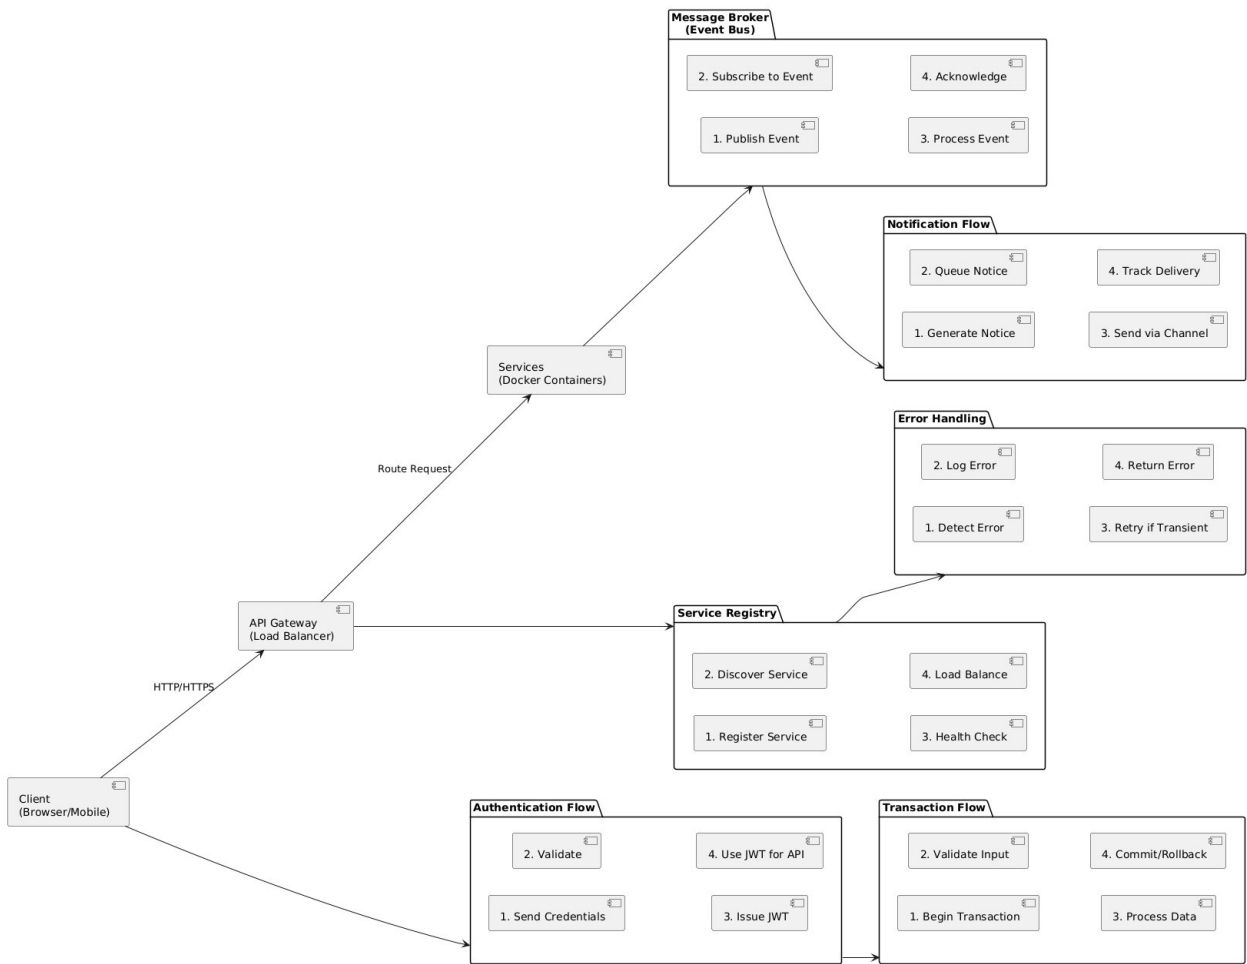 Message Broker
(Event Bus)
2. Subscribe to Event
4. Acknowledge
1. Publish Event
3. Process Event
Notification Flow
2. Queue Notice
4. Track Delivery
1. Generate Notice
3. Send via Channel
Services
(Docker Containers)
Error Handling
2. Log Error
4. Return Error
1. Detect Error
3. Retry if Transient
Route Request
API Gateway
(Load Balancer)
Service Registry
2. Discover Service
4. Load Balance
1. Register Service
3. Health Check
HTTP/HTTPS
Client
(Browser/Mobile)
Authentication Flow
2. Validate
4. Use JWT for API
1. Send Credentials
3. Issue JWT
Transaction Flow
2. Validate Input
4. Commit/Rollback
1. Begin Transaction
3. Process Data